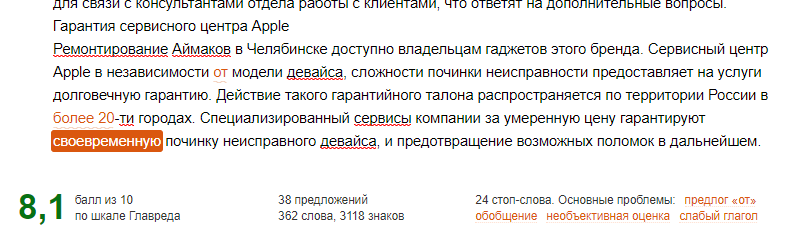 для связи с консультантами отдела работы с клиентами, что ответят на дополнительные вопросы.
Гарантия сервисного центра Apple
Ремонтирование Аймаков в Челябинске доступно владельцам гаджетов этого бренда. Сервисный центр
Apple в независимости от модели девайса, сложности починки неисправности предоставляет на услуги
долговечную гарантию. Действие такого гарантийного талона распространяется по территории России в
более 20-ти городах. Специализированный сервисы компании за умеренную цену гарантируют
своевременную починку неисправного девайса, и предотвращение возможных поломок в дальнейшем.
8,1 балл из 10 38 предложений 24 стоп-слова. Основные проблемы: предлог «от»
по шкале Главреда 362 слова, 3118 знаков обобщение необъективная оценка слабый глагол